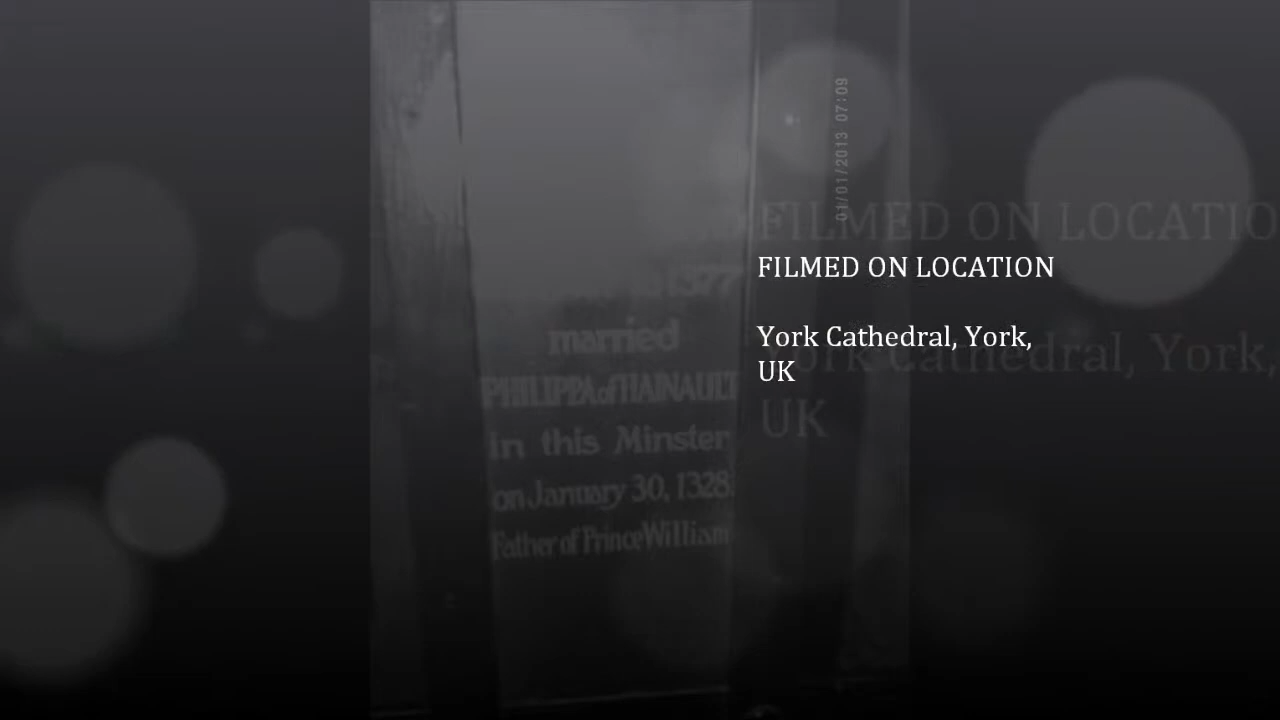 1377
married
PHILIPPA of HAINAULT
in this Minster
on January 30, 1328.
Father of Prince William
01/01/2013 07:09
FILMED ON LOCATIO
FILMED ON LOCATION
York Cathedral, York,
UK
York Cathedral, York,
UK